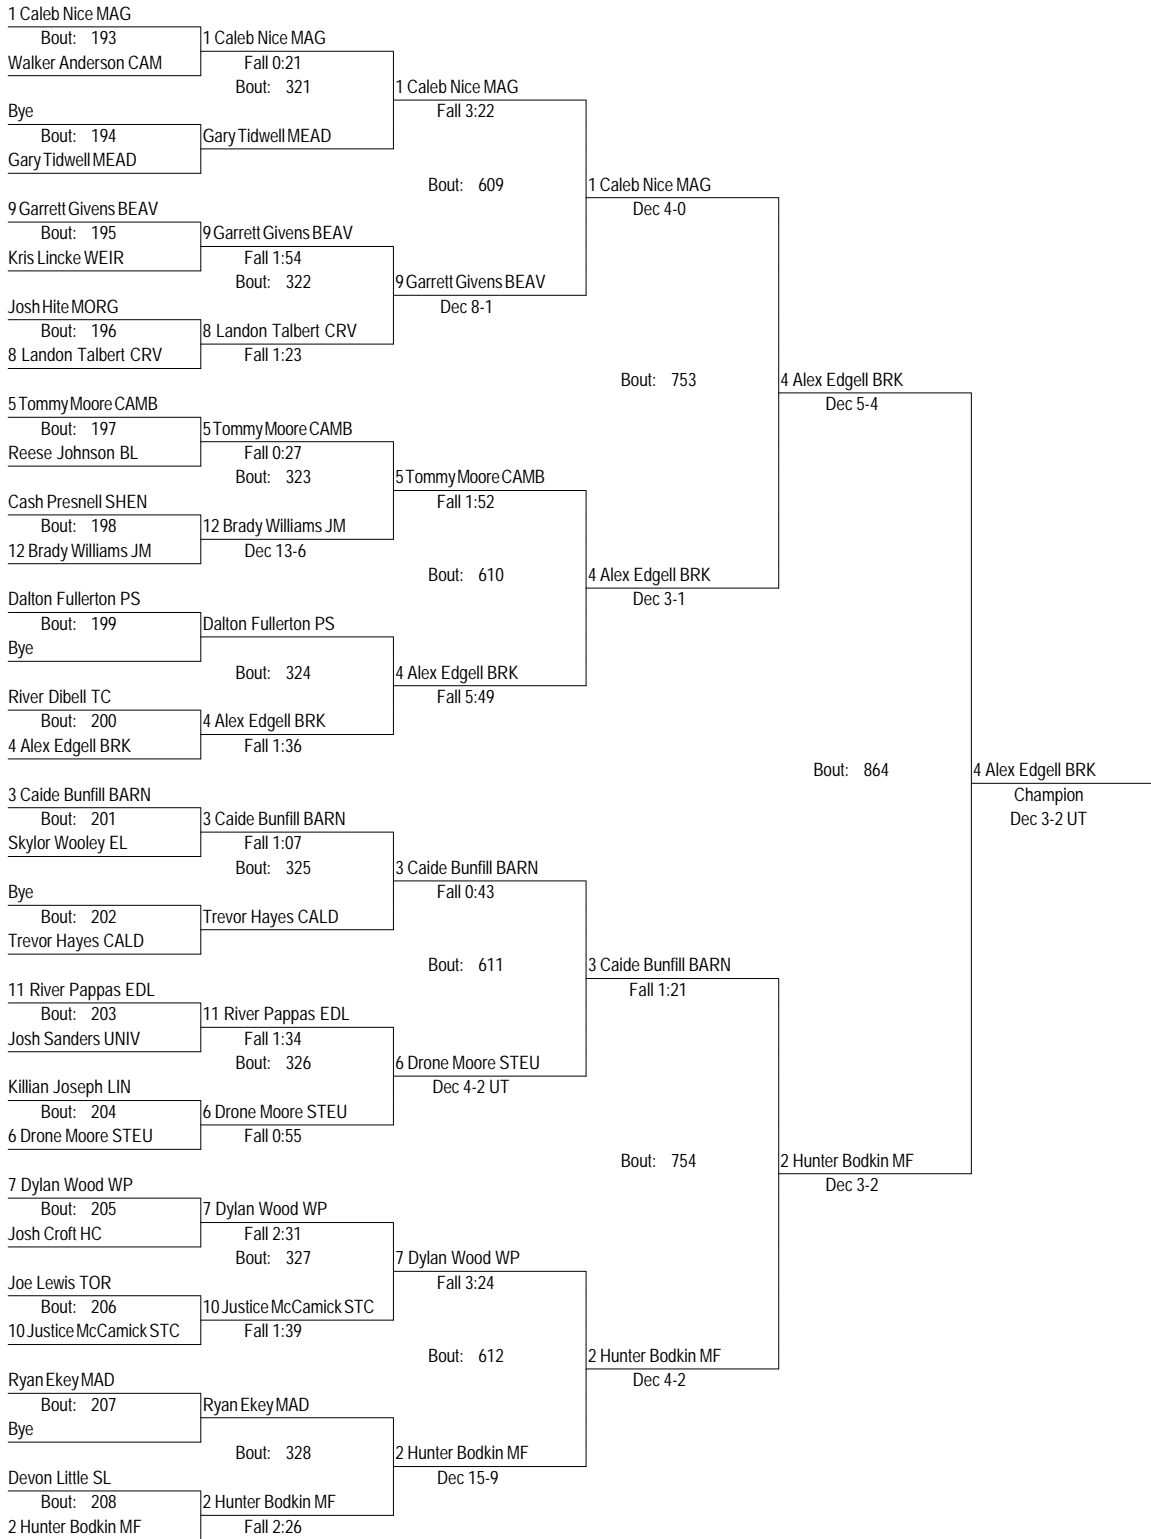 1 Caleb Nice MAG
Bout: 193
1 Caleb Nice MAG
Walker Anderson CAM
Fall 0:21
Bout: 321
1 Caleb Nice MAG
Bye
Fall 3:22
Bout: 194
Gary Tidwell MEAD
Gary Tidwell MEAD
Bout: 609
1 Caleb Nice MAG
9 Garrett Givens BEAV
Dec 4-0
Bout: 195
9 Garrett Givens BEAV
Kris Lincke WEIR
Fall 1:54
Bout: 322
9 Garrett Givens BEAV
Josh Hite MORG
Dec 8-1
Bout: 196
8 Landon Talbert CRV
8 Landon Talbert CRV
Fall 1:23
Bout: 753
4 Alex Edgell BRK
5 Tommy Moore CAMB
Dec 5-4
Bout: 197
5 Tommy Moore CAMB
Reese Johnson BL
Fall 0:27
Bout: 323
5 Tommy Moore CAMB
Cash Presnell SHEN
Fall 1:52
Bout: 198
12 Brady Williams JM
12 Brady Williams JM
Dec 13-6
Bout: 610
4 Alex Edgell BRK
Dalton Fullerton PS
Dec 3-1
Bout: 199
Dalton Fullerton PS
Bye
Bout: 324
4 Alex Edgell BRK
River Dibell TC
Fall 5:49
Bout: 200
4 Alex Edgell BRK
4 Alex Edgell BRK
Fall 1:36
Bout: 864
4 Alex Edgell BRK
3 Caide Bunfill BARN
Champion
Bout: 201
3 Caide Bunfill BARN
Dec 3-2 UT
Skylor Wooley EL
Fall 1:07
Bout: 325
3 Caide Bunfill BARN
Bye
Fall 0:43
Bout: 202
Trevor Hayes CALD
Trevor Hayes CALD
Bout: 611
3 Caide Bunfill BARN
11 River Pappas EDL
Fall 1:21
Bout: 203
11 River Pappas EDL
Josh Sanders UNIV
Fall 1:34
Bout: 326
6 Drone Moore STEU
Killian Joseph LIN
Dec 4-2 UT
Bout: 204
6 Drone Moore STEU
6 Drone Moore STEU
Fall 0:55
Bout: 754
2 Hunter Bodkin MF
7 Dylan Wood WP
Dec 3-2
Bout: 205
7 Dylan Wood WP
Josh Croft HC
Fall 2:31
Bout: 327
7 Dylan Wood WP
Joe Lewis TOR
Fall 3:24
Bout: 206
10 Justice McCamick STC
10 Justice McCamick STC
Fall 1:39
Bout: 612
2 Hunter Bodkin MF
Ryan Ekey MAD
Dec 4-2
Bout: 207
Ryan Ekey MAD
Bye
Bout: 328
2 Hunter Bodkin MF
Devon Little SL
Dec 15-9
Bout: 208
2 Hunter Bodkin MF
2 Hunter Bodkin MF
Fall 2:26